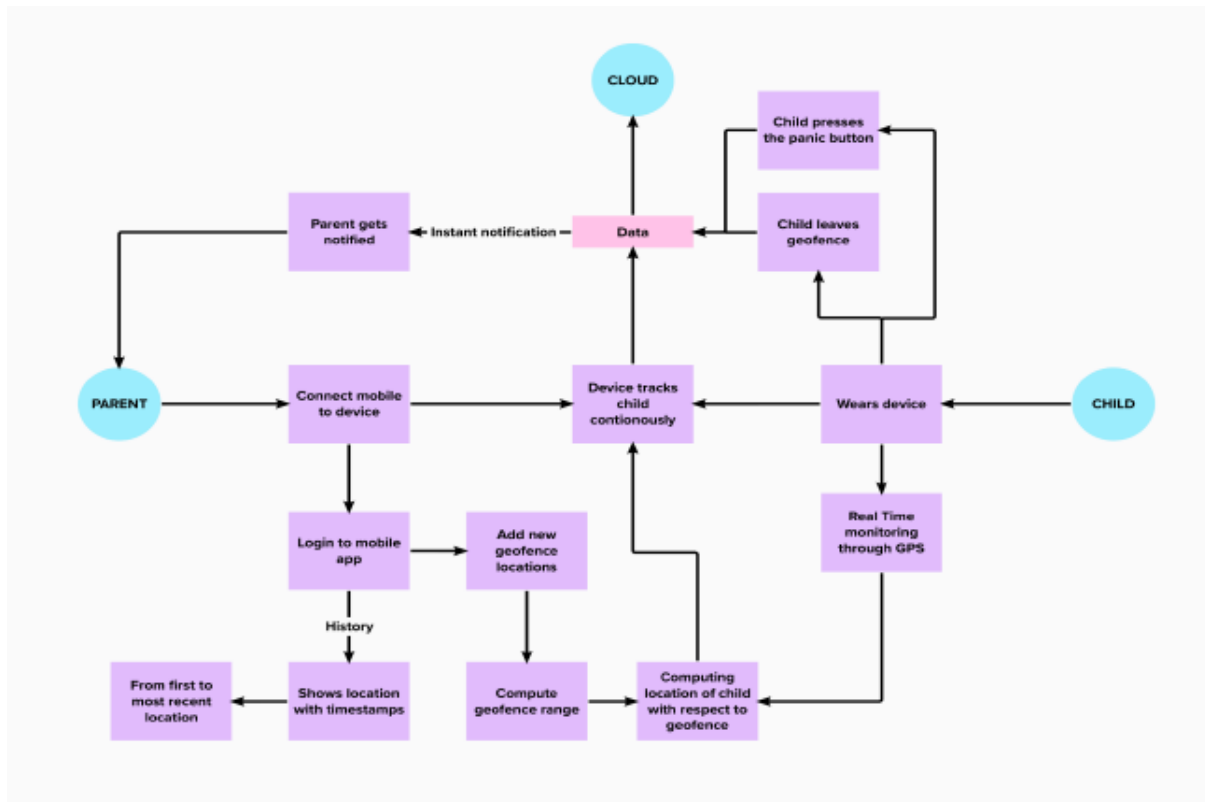 CLOUD
Child presses
the panic button
Parent gets
notified
Instant notification
Data
Child leaves
geofence
PARENT
Connect mobile
to device
Device tracks
child
contionously
Wears device
CHILD
Login to mobile
app
Add new
geofence
locations
Real Time
monitoring
through GPS
History
From first to
most recent
location
Shows location
with timestamps
Compute
geofence range
Computing
location of child
with respect to
geofence